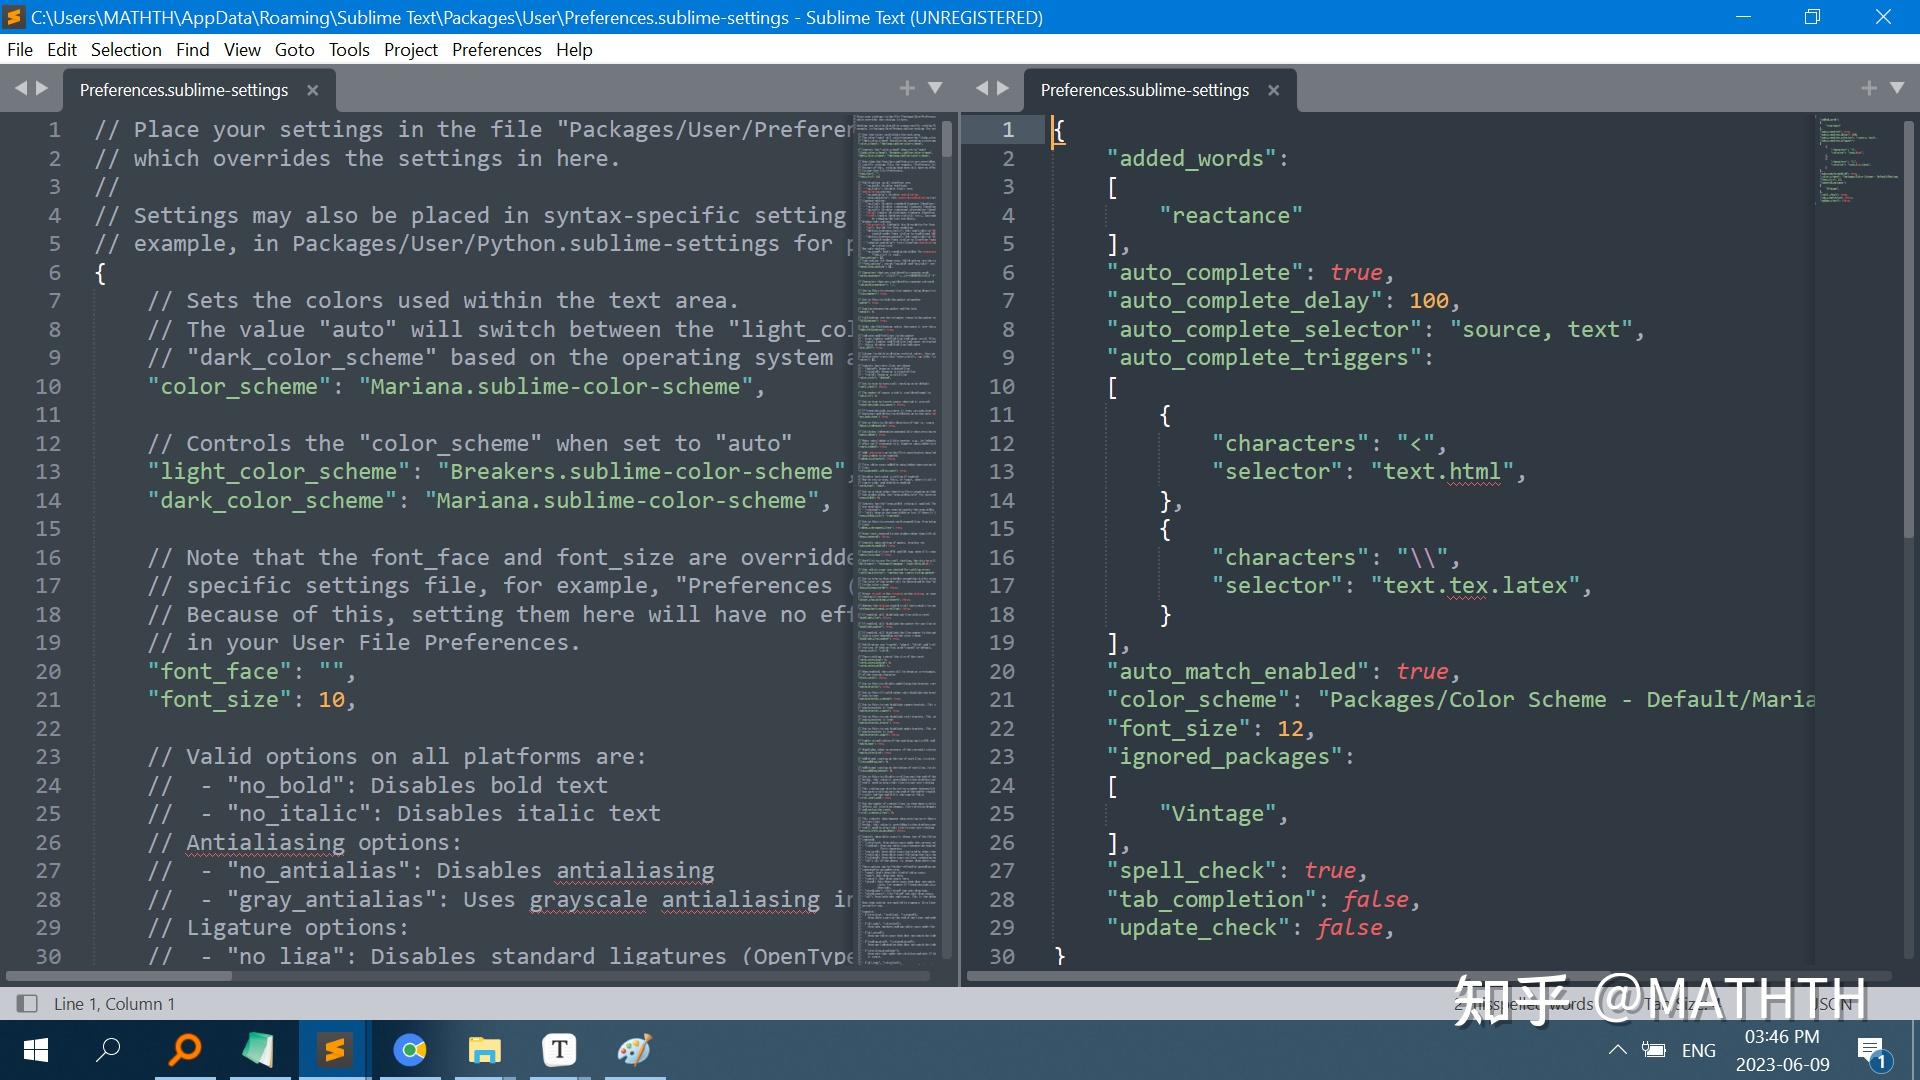 C:\Users\MATHTH\AppData\Roaming\Sublime Text\Packages\User\Preferences.sublime-settings - Sublime Text (UNREGISTERED)
File Edit Selection Find View Goto Tools Project Preferences Help
Preferences.sublime-settings
1 // Place your settings in the file "Packages/User/Preferen
2 // which overrides the settings in here.
3 //
4 // Settings may also be placed in syntax-specific setting
5 // example, in Packages/User/Python.sublime-settings for p
6 {
7 // Sets the colors used within the text area.
8 // The value "auto" will switch between the "light_col
9 // "dark_color_scheme" based on the operating system a
10 "color_scheme": "Mariana.sublime-color-scheme",
11
12 // Controls the "color_scheme" when set to "auto"
13 "light_color_scheme": "Breakers.sublime-color-scheme",
14 "dark_color_scheme": "Mariana.sublime-color-scheme",
15
16 // Note that the font_face and font_size are overridde
17 // specific settings file, for example, "Preferences (
18 // Because of this, setting them here will have no eff
19 // in your User File Preferences.
20 "font_face": "",
21 "font_size": 10,
22
23 // Valid options on all platforms are:
24 // - "no_bold": Disables bold text
25 // - "no_italic": Disables italic text
26 // Antialiasing options:
27 // - "no_antialias": Disables antialiasing
28 // - "gray_antialias": Uses grayscale antialiasing in
29 // Ligature options:
30 // - "no_liga": Disables standard ligatures (OpenType
Preferences.sublime-settings
1 {
2 "added_words":
3 [
4 "reactance"
5 ],
6 "auto_complete": true,
7 "auto_complete_delay": 100,
8 "auto_complete_selector": "source, text",
9 "auto_complete_triggers":
10 [
11 {
12 "characters": "<",
13 "selector": "text.html",
14 },
15 {
16 "characters": "\\",
17 "selector": "text.tex.latex",
18 }
19 ],
20 "auto_match_enabled": true,
21 "color_scheme": "Packages/Color Scheme - Default/Maria
22 "font_size": 12,
23 "ignored_packages":
24 [
25 "Vintage",
26 ],
27 "spell_check": true,
28 "tab_completion": false,
29 "update_check": false,
30 }
Line 1, Column 1
2 misspelled words Tab Size: 4 JSON
知乎 @MATHTH
T
ENG
03:46 PM
2023-06-09
1